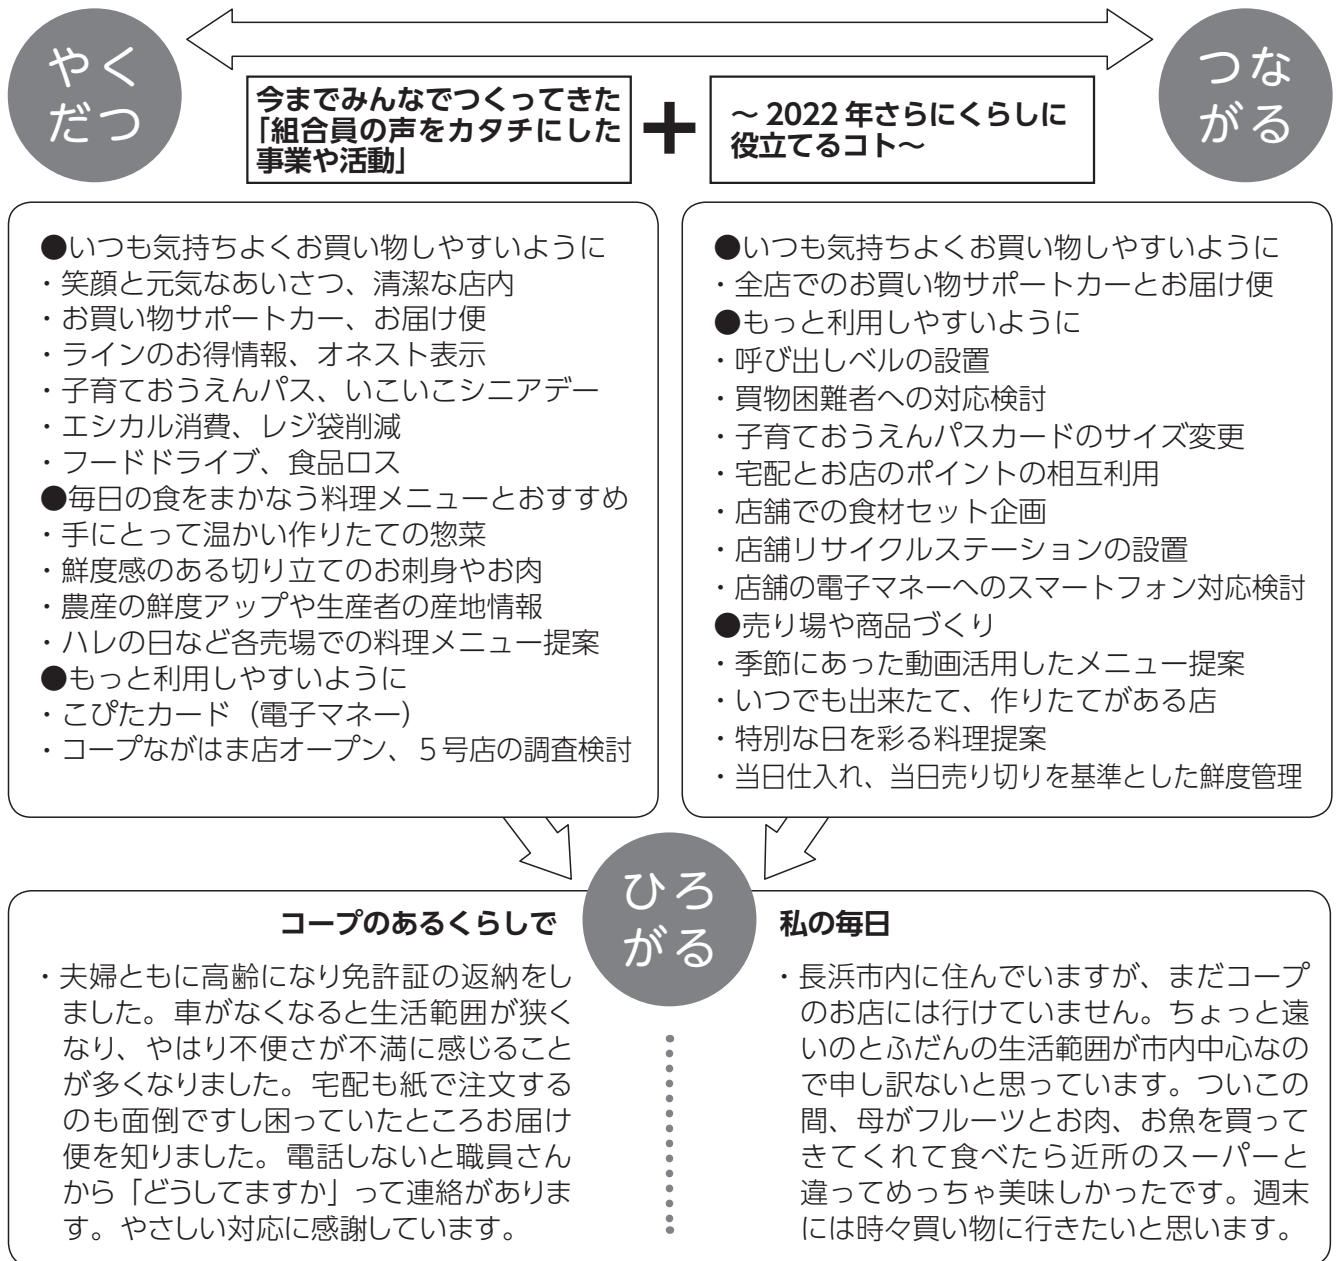 やく
だつ
今までみんなでつくってきた
「組合員の声をカタチにした
事業や活動」
+
～ 2022 年さらにくらしに
役立てるコト～
つな
がる
●いつも気持ちよくお買い物しやすいように
・笑顔と元気なあいさつ、清潔な店内
・お買い物サポートカー、お届け便
・ラインのお得情報、オネスト表示
・子育ておうえんパス、いこいこシニアデー
・エシカル消費、レジ袋削減
・フードドライブ、食品ロス
●毎日の食をまかなう料理メニューとおすすめ
・手にとって温かい作りたての惣菜
・鮮度感のある切り立てのお刺身やお肉
・農産の鮮度アップや生産者の産地情報
・ハレの日など各売場での料理メニュー提案
●もっと利用しやすいように
・こぴたカード（電子マネー）
・コープながはま店オープン、５号店の調査検討
●いつも気持ちよくお買い物しやすいように
・全店でのお買い物サポートカーとお届け便
●もっと利用しやすいように
・呼び出しベルの設置
・買物困難者への対応検討
・子育ておうえんパスカードのサイズ変更
・宅配とお店のポイントの相互利用
・店舗での食材セット企画
・店舗リサイクルステーションの設置
・店舗の電子マネーへのスマートフォン対応検討
●売り場や商品づくり
・季節にあった動画活用したメニュー提案
・いつでも出来たて、作りたてがある店
・特別な日を彩る料理提案
・当日仕入れ、当日売り切りを基準とした鮮度管理
ひろ
がる
コープのあるくらしで
・夫婦ともに高齢になり免許証の返納をし
ました。車がなくなると生活範囲が狭く
なり、やはり不便さが不満に感じること
が多くなりました。宅配も紙で注文する
のも面倒ですし困っていたところお届け
便を知りました。電話しないと職員さん
から「どうしてますか」って連絡がありま
す。やさしい対応に感謝しています。
私の毎日
・長浜市内に住んでいますが、まだコープ
のお店には行けていません。ちょっと遠
いのとふだんの生活範囲が市内中心なの
で申し訳ないと思っています。ついこの
間、母がフルーツとお肉、お魚を買って
きてくれて食べたら近所のスーパーと
違ってめっちゃ美味しかったです。週末
には時々買い物に行きたいと思います。